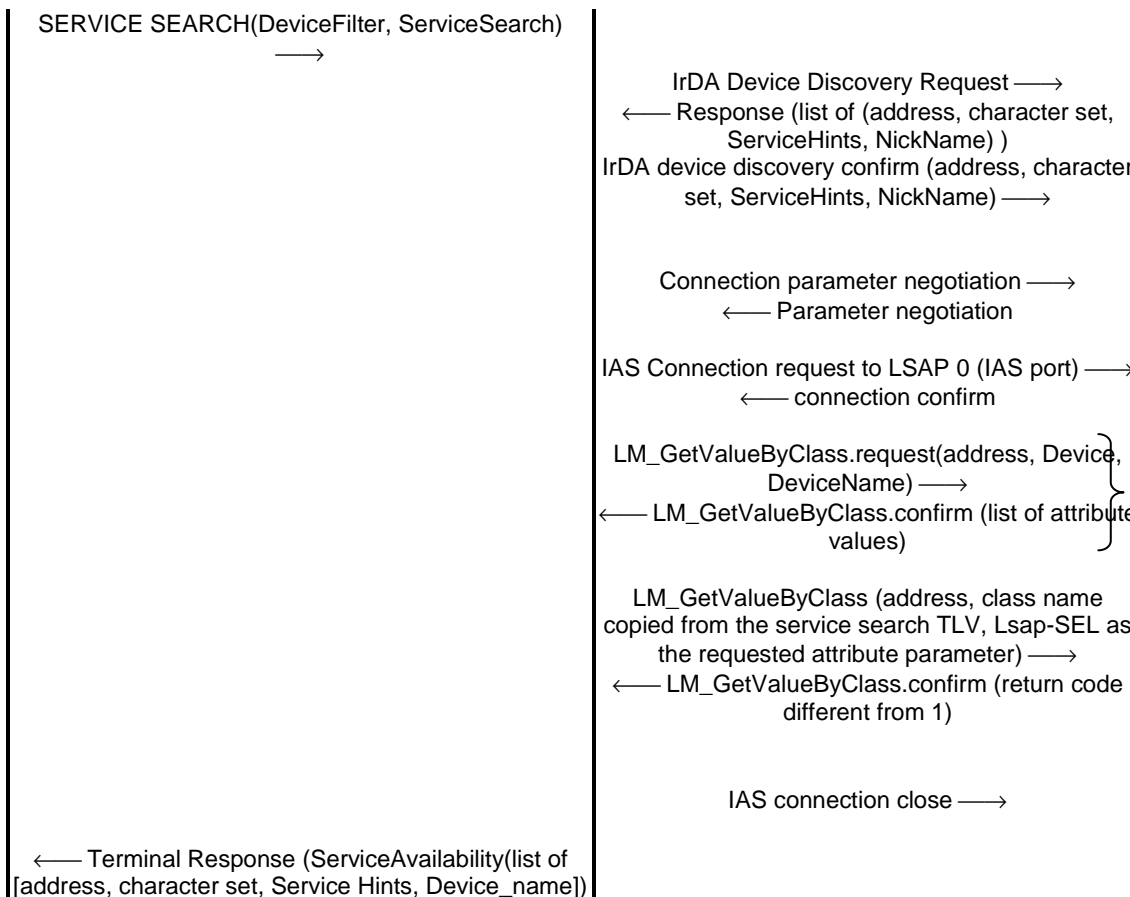 SERVICE SEARCH(DeviceFilter, ServiceSearch)
⟶
IrDA Device Discovery Request ⟶
⟵ Response (list of (address, character set,
ServiceHints, NickName) )
IrDA device discovery confirm (address, character
set, ServiceHints, NickName) ⟶
Connection parameter negotiation ⟶
⟵ Parameter negotiation
IAS Connection request to LSAP 0 (IAS port) ⟶
⟵ connection confirm
LM_GetValueByClass.request(address, Device,
DeviceName) ⟶
⟵ LM_GetValueByClass.confirm (list of attribute
values)
LM_GetValueByClass (address, class name
copied from the service search TLV, Lsap-SEL as
the requested attribute parameter) ⟶
⟵ LM_GetValueByClass.confirm (return code
different from 1)
IAS connection close ⟶
⟵ Terminal Response (ServiceAvailability(list of
[address, character set, Service Hints, Device_name])